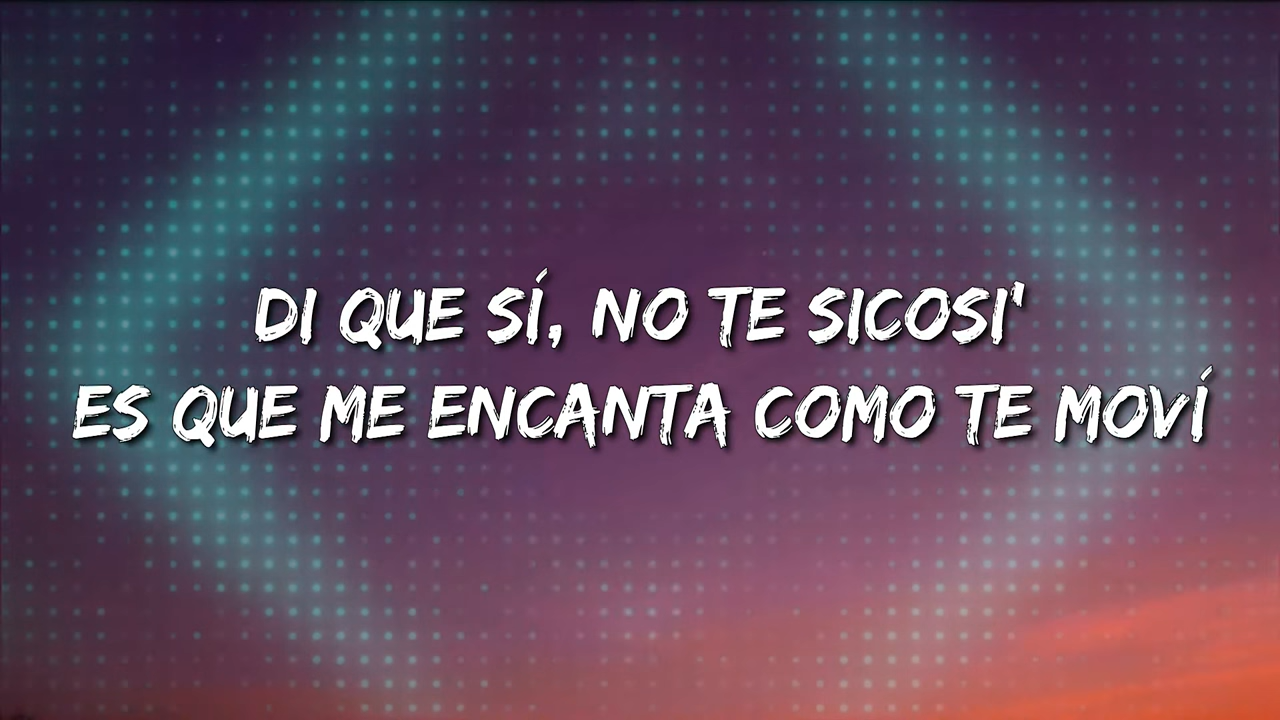 DI QUE SÍ, NO TE SICOSI'
ES QUE ME ENCANTA COMO TE MOVÍ